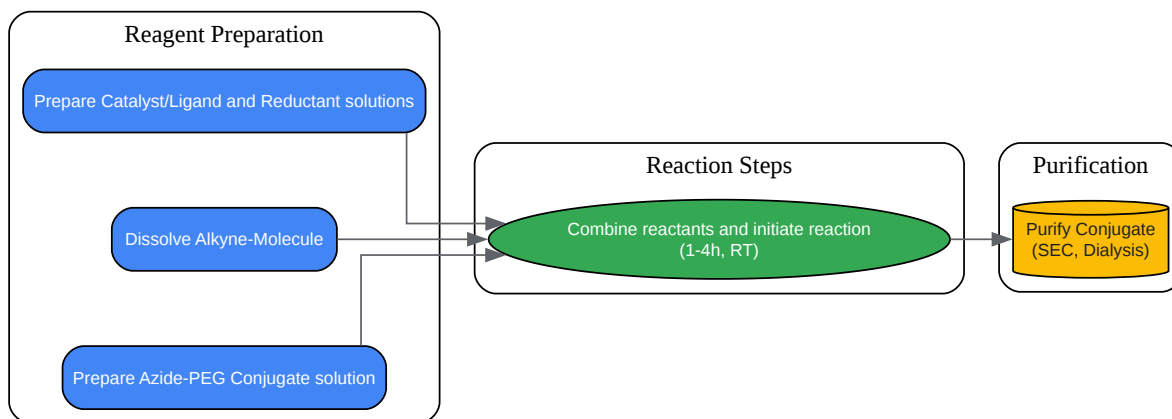 Reagent Preparation
Prepare Catalyst/Ligand and Reductant solutions
Dissolve Alkyne-Molecule
Prepare Azide-PEG Conjugate solution
Reaction Steps
Combine reactants and initiate reaction
(1-4h, RT)
Purification
Purify Conjugate
(SEC, Dialysis)